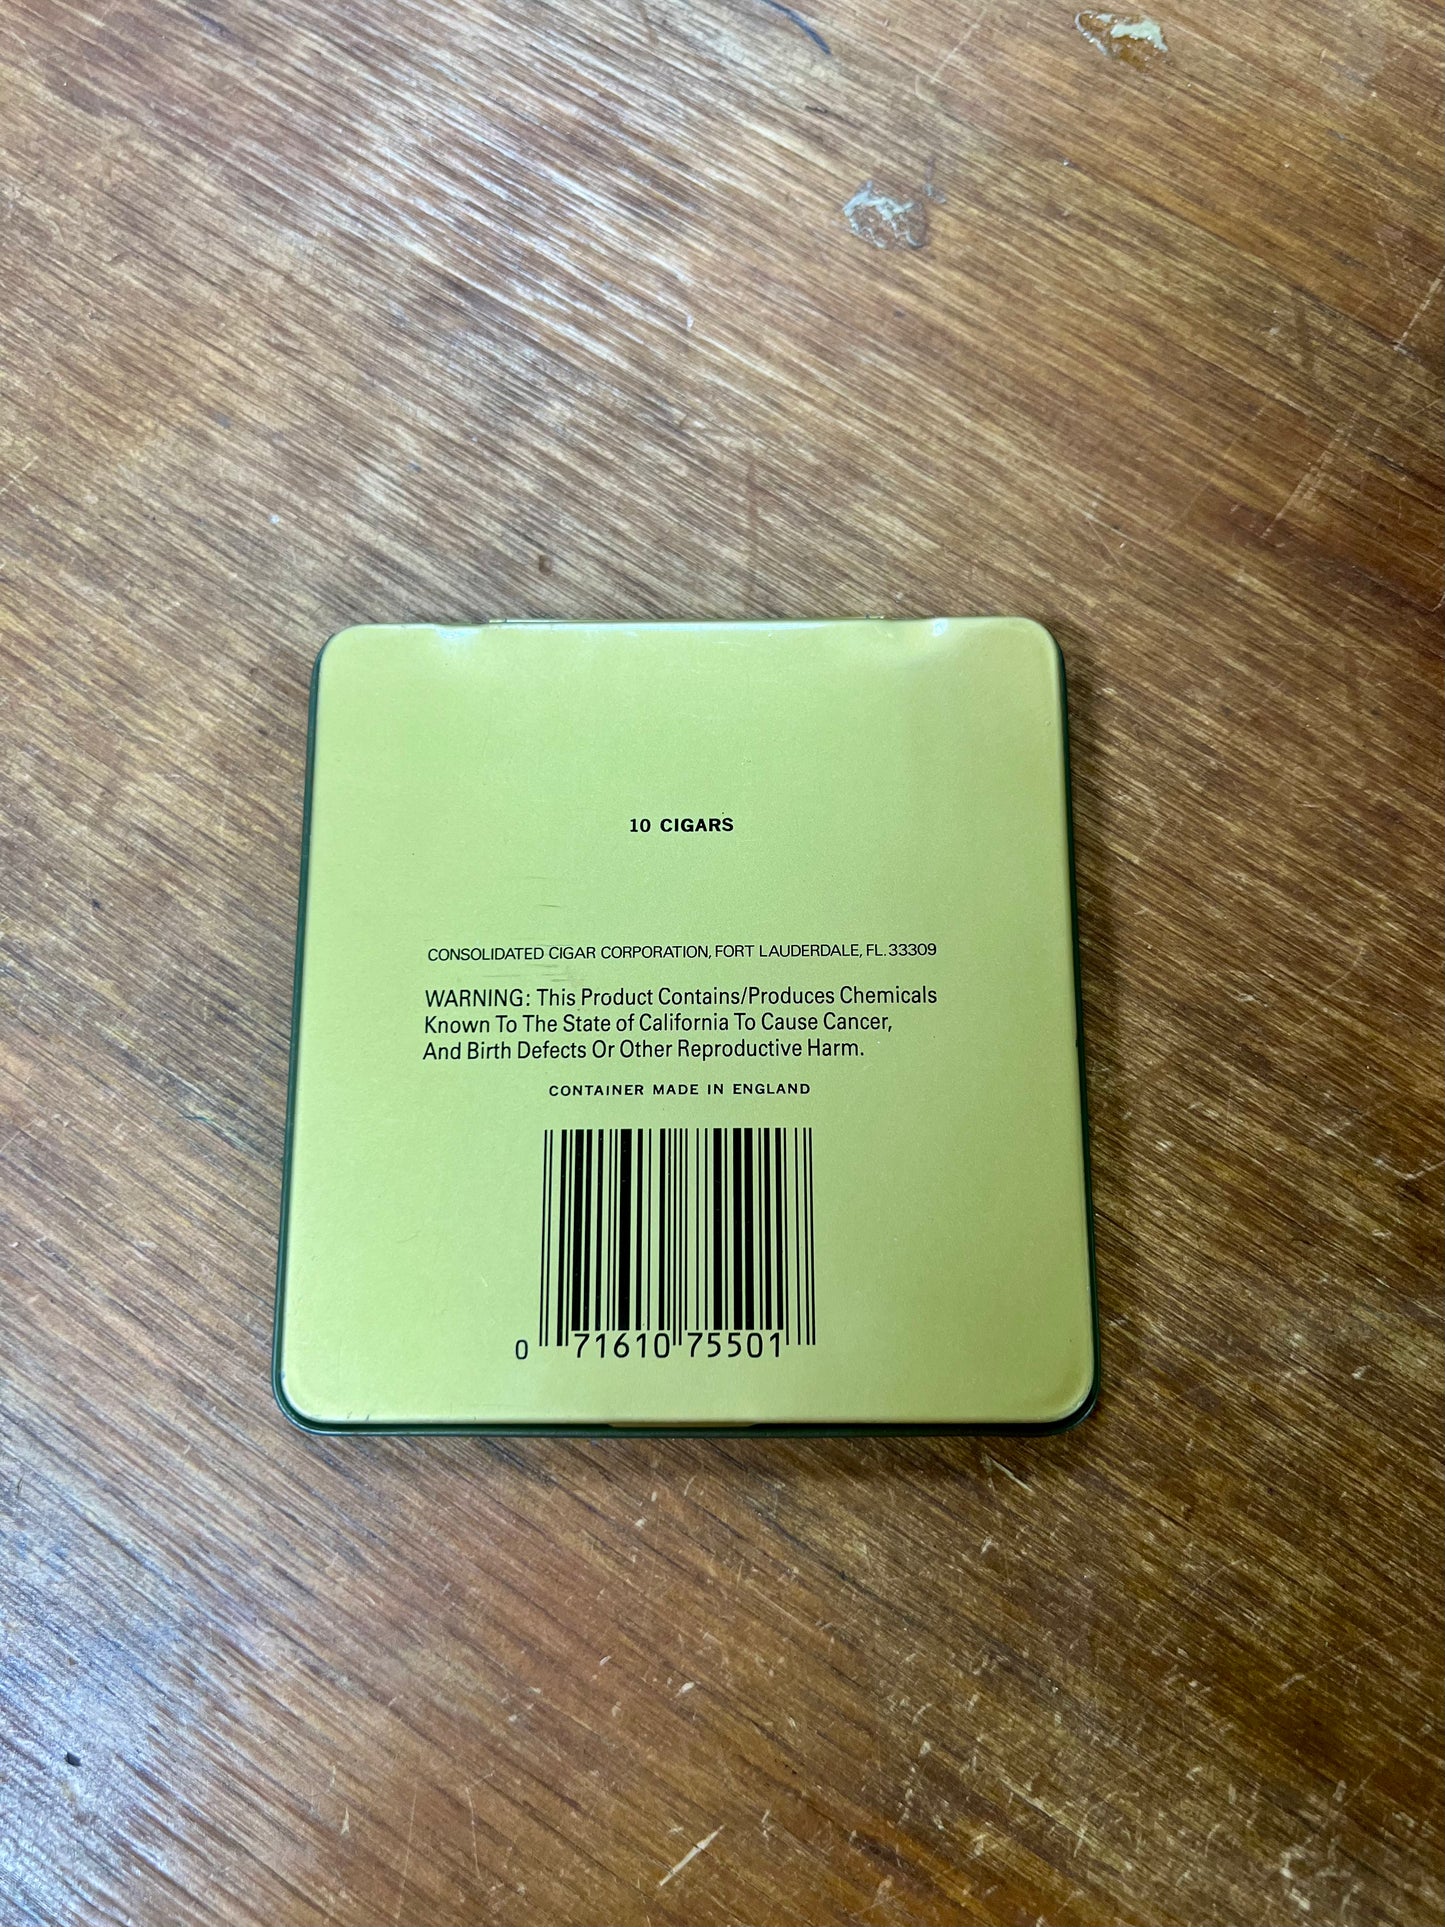 10 CIGARS
CONSOLIDATED CIGAR CORPORATION, FORT LAUDERDALE, FL. 33309
WARNING: This Product Contains/Produces Chemicals
Known To The State of California To Cause Cancer,
And Birth Defects Or Other Reproductive Harm.
CONTAINER MADE IN ENGLAND
0 71610 75501